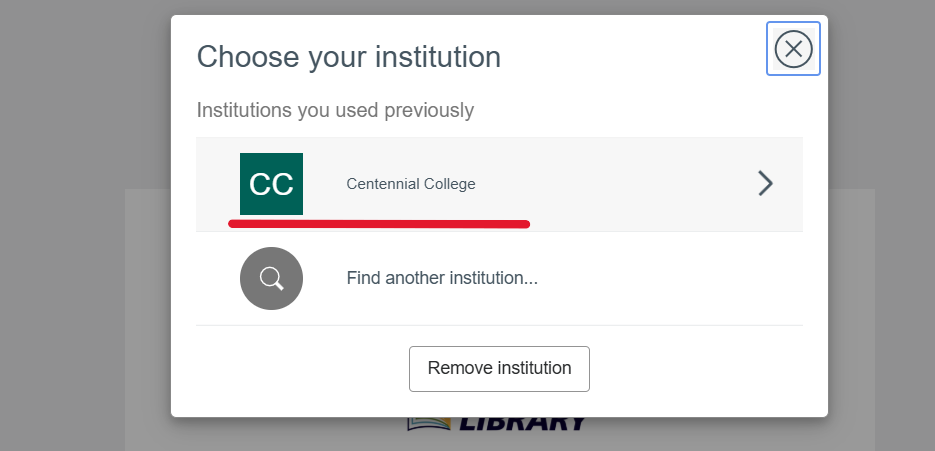 Choose your institution
Institutions you used previously
CC
Centennial College
Find another institution...
Remove institution
LIBRARY